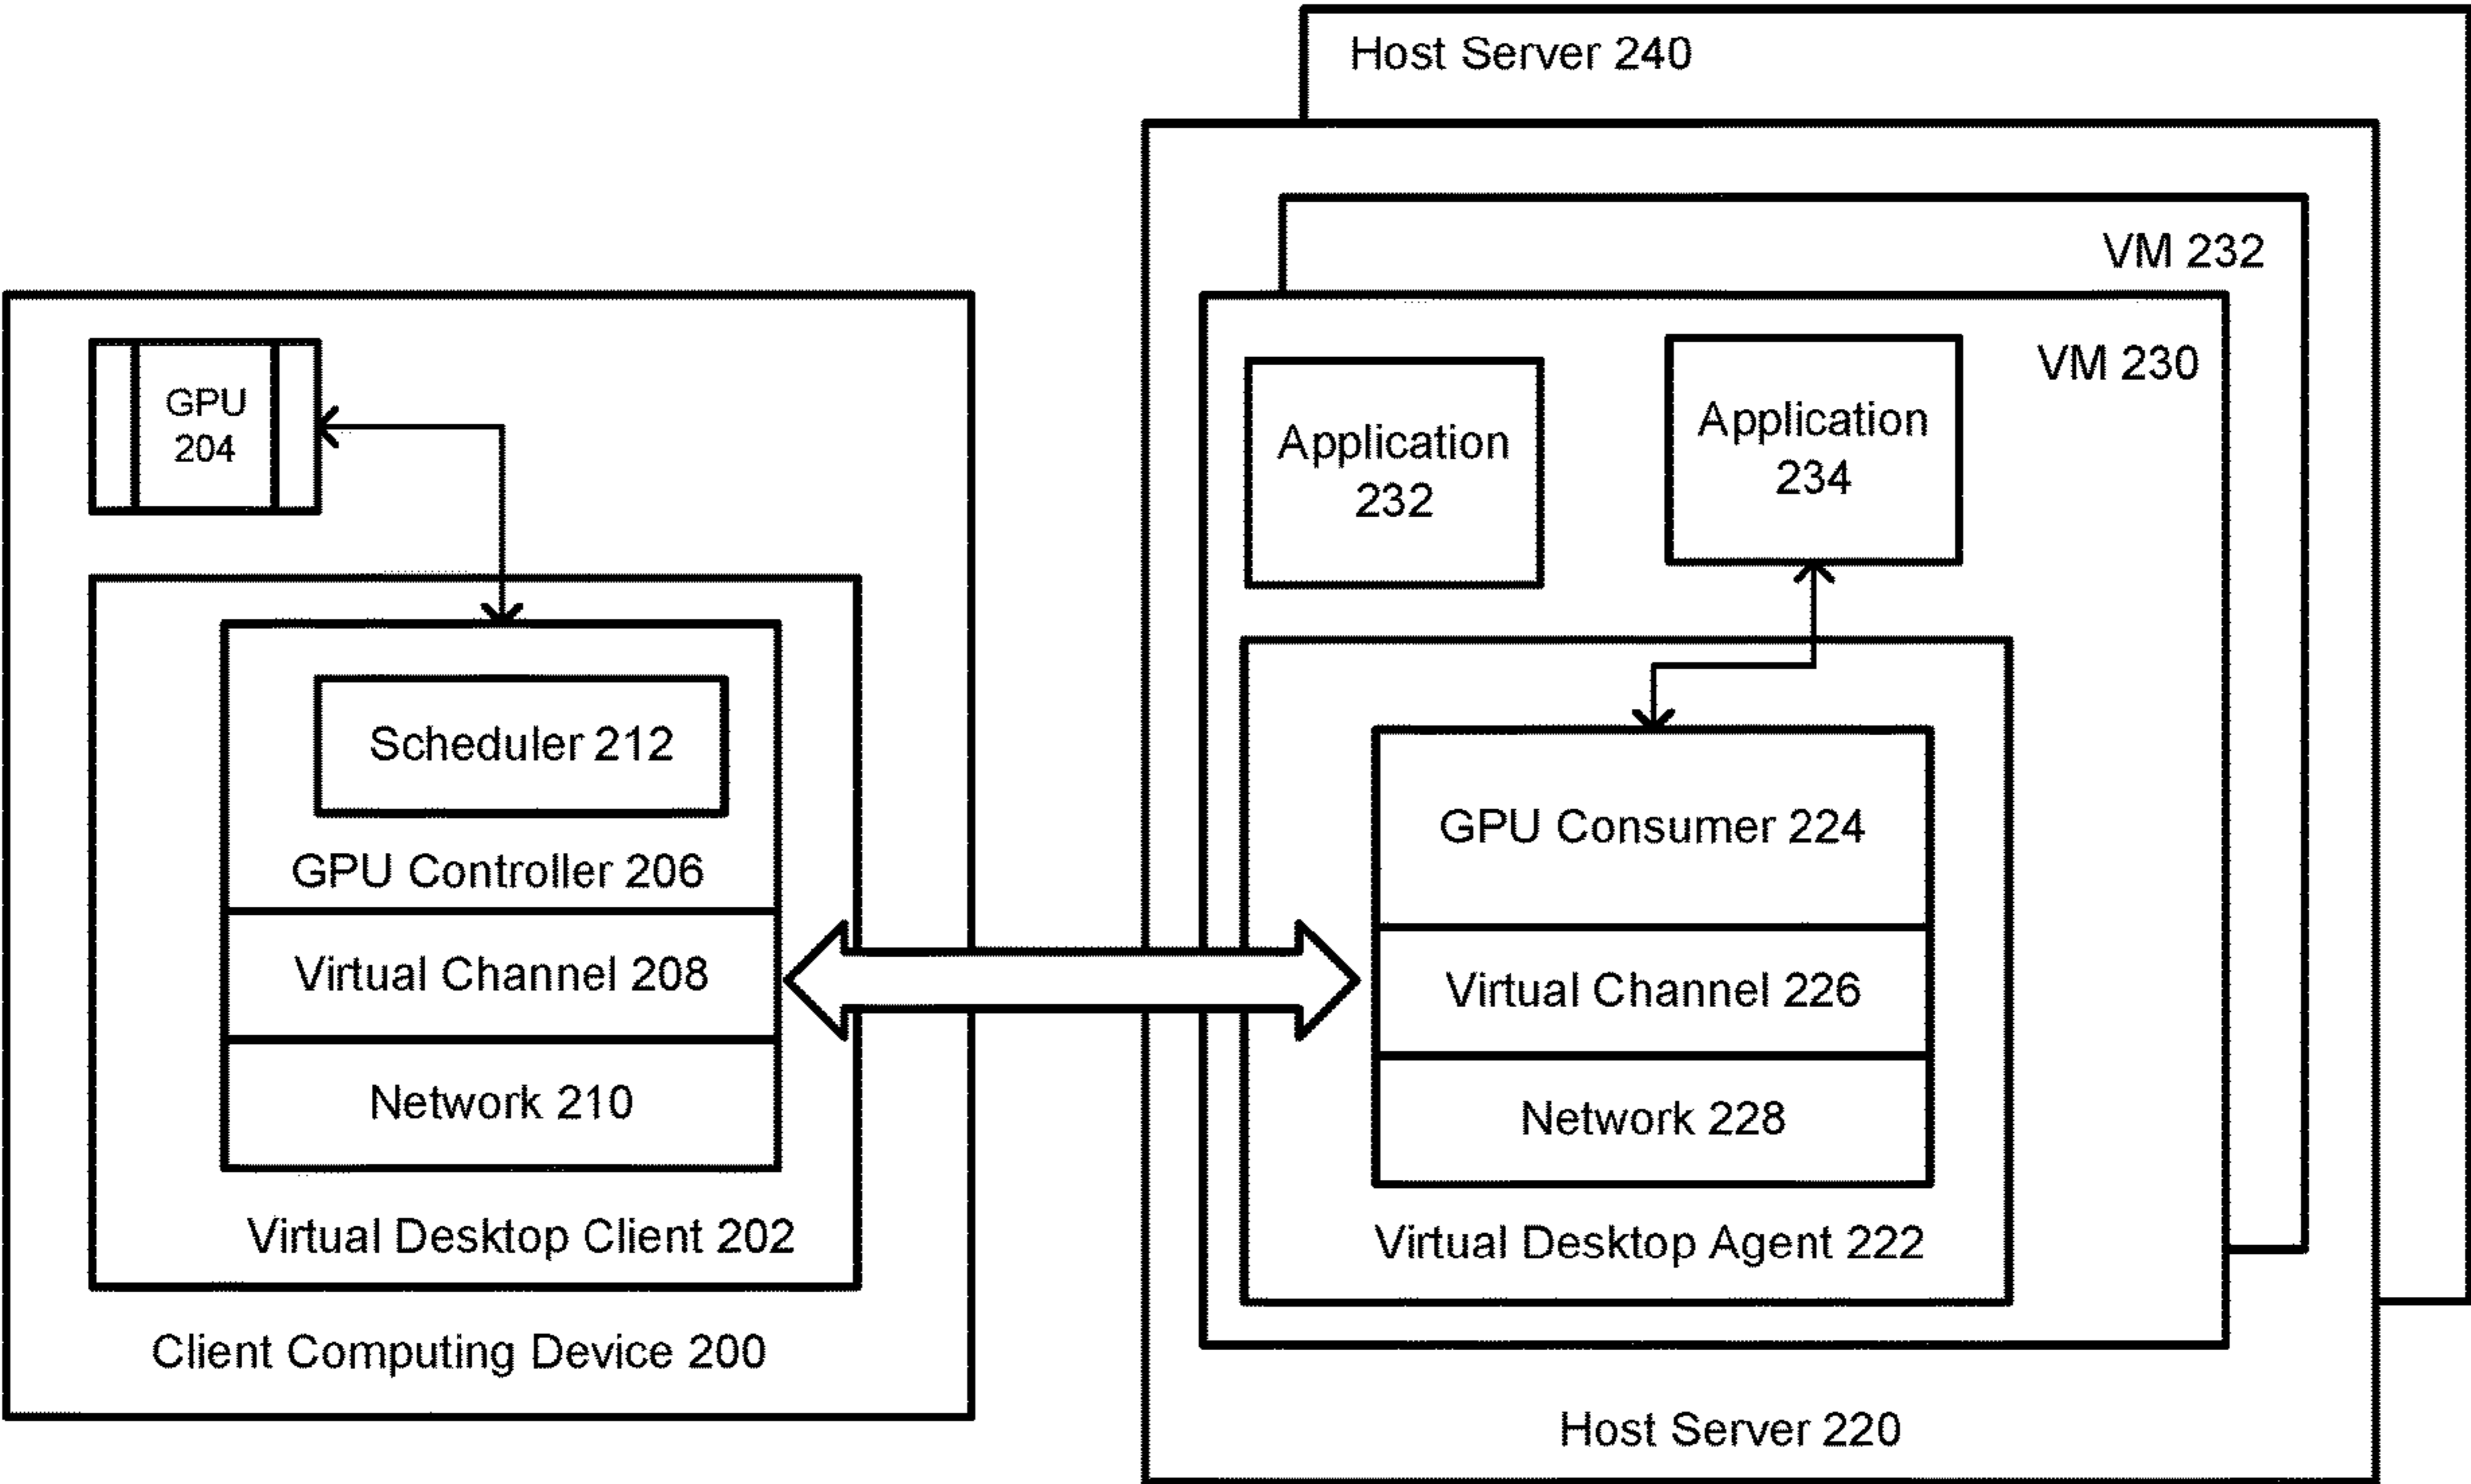 Host Server 240
VM 232
VM 230
GPU
204
Application
232
Application
234
Scheduler 212
GPU Controller 206
Virtual Channel 208
Network 210
Virtual Desktop Client 202
Client Computing Device 200
GPU Consumer 224
Virtual Channel 226
Network 228
Virtual Desktop Agent 222
Host Server 220